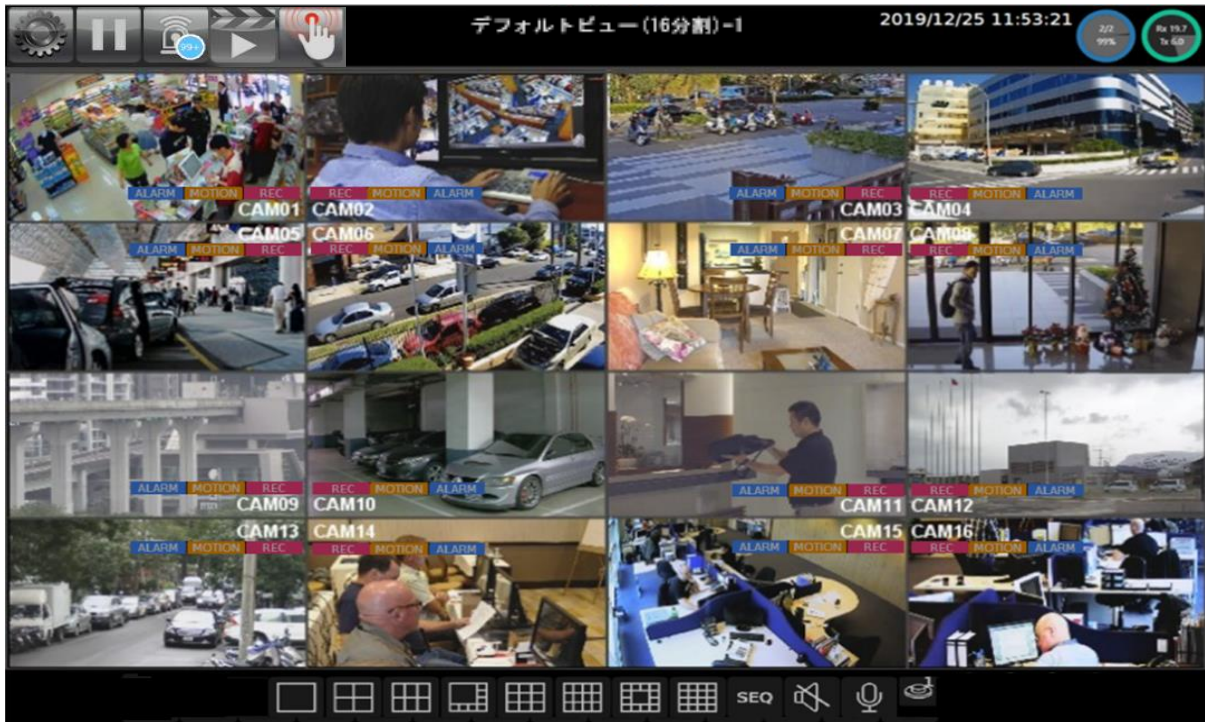 99+
デフォルトビュー(16分割)-1
2019/12/25 11:53:21
2/2
99%
Rx 19.7
Tx 6.0
ALARM MOTION REC
CAM01
REC MOTION ALARM
CAM02
ALARM MOTION REC
CAM03
REC MOTION ALARM
CAM04
CAM05
ALARM MOTION REC
CAM06
REC MOTION ALARM
CAM07
ALARM MOTION REC
CAM08
REC MOTION ALARM
ALARM MOTION REC
CAM09
REC MOTION ALARM
CAM10
ALARM MOTION REC
CAM11
REC MOTION ALARM
CAM12
CAM13
ALARM MOTION REC
CAM14
REC MOTION ALARM
CAM15
ALARM MOTION REC
CAM16
REC MOTION ALARM
SEQ
1